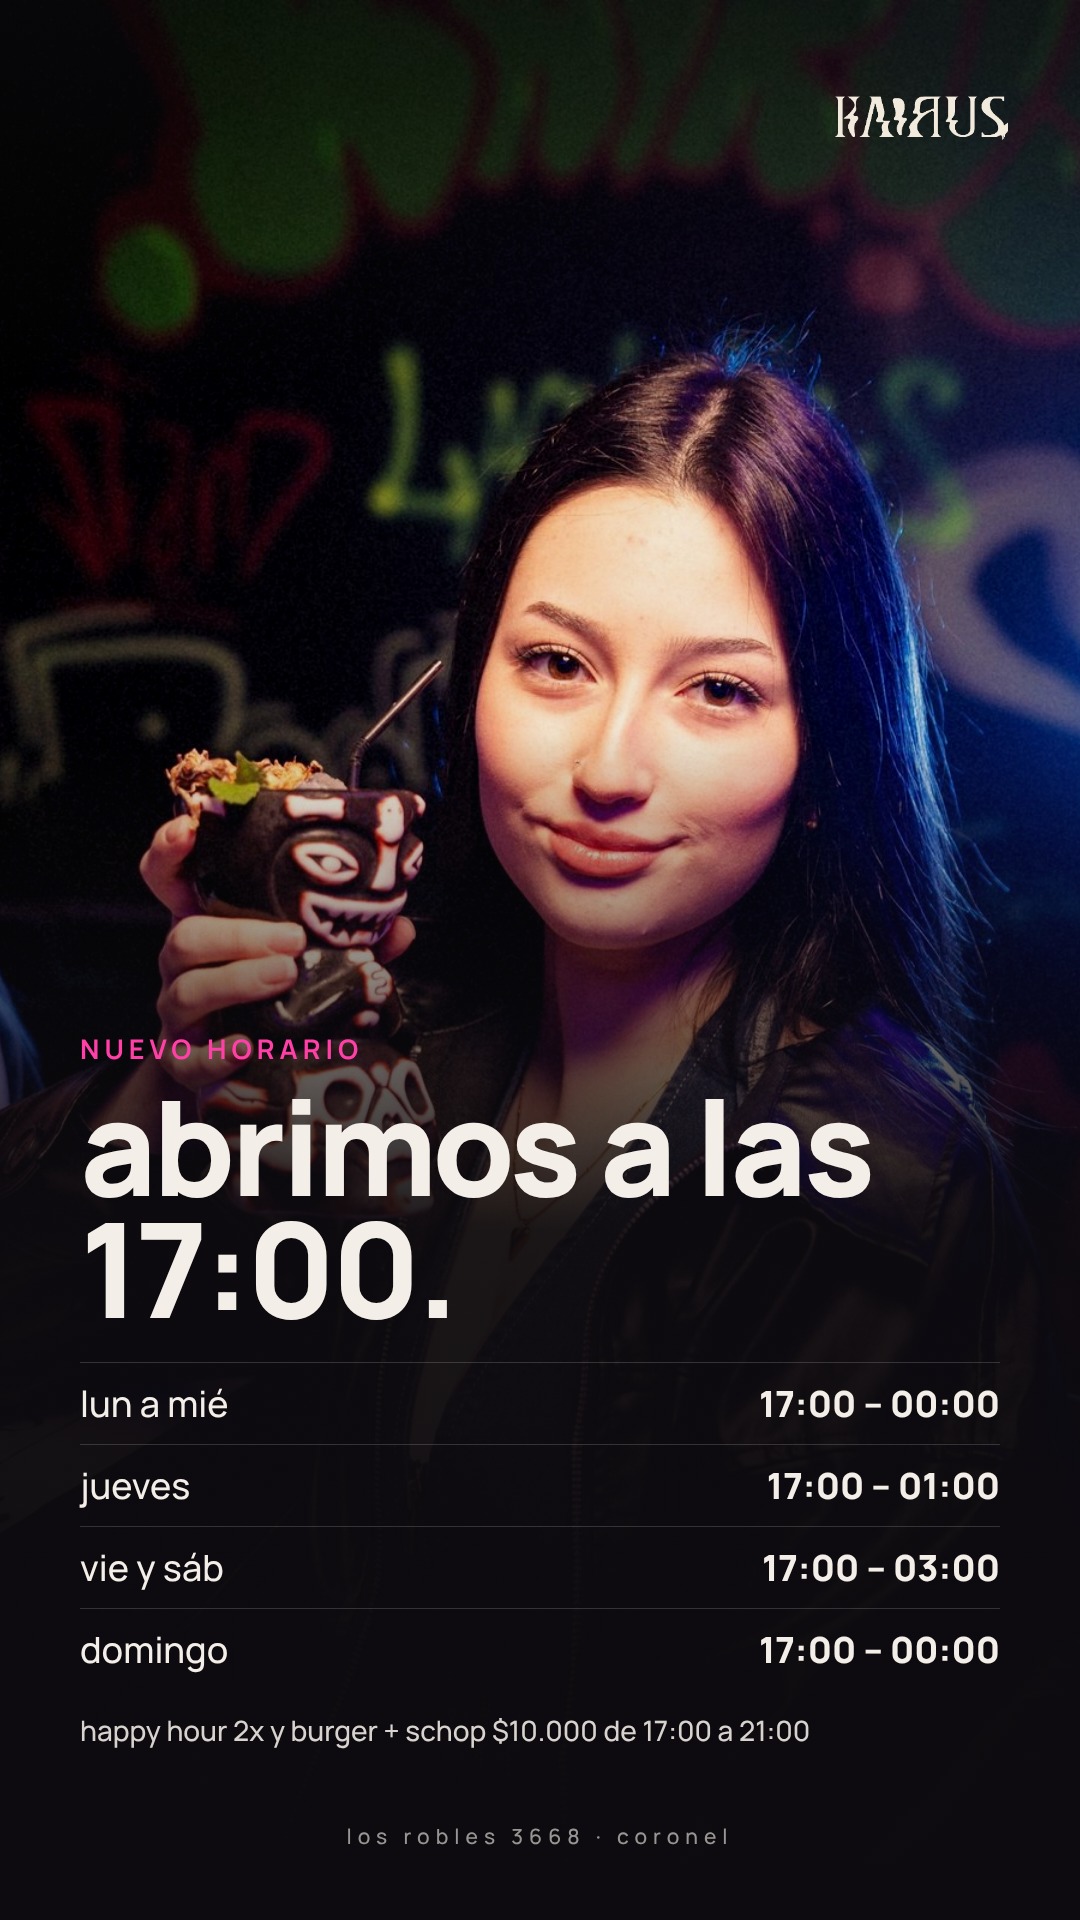 KAIRUS
NUEVO HORARIO
abrimos a las
17:00.
lun a mié 17:00 – 00:00
jueves 17:00 – 01:00
vie y sáb 17:00 – 03:00
domingo 17:00 – 00:00
happy hour 2x y burger + schop $10.000 de 17:00 a 21:00
los robles 3668 · coronel